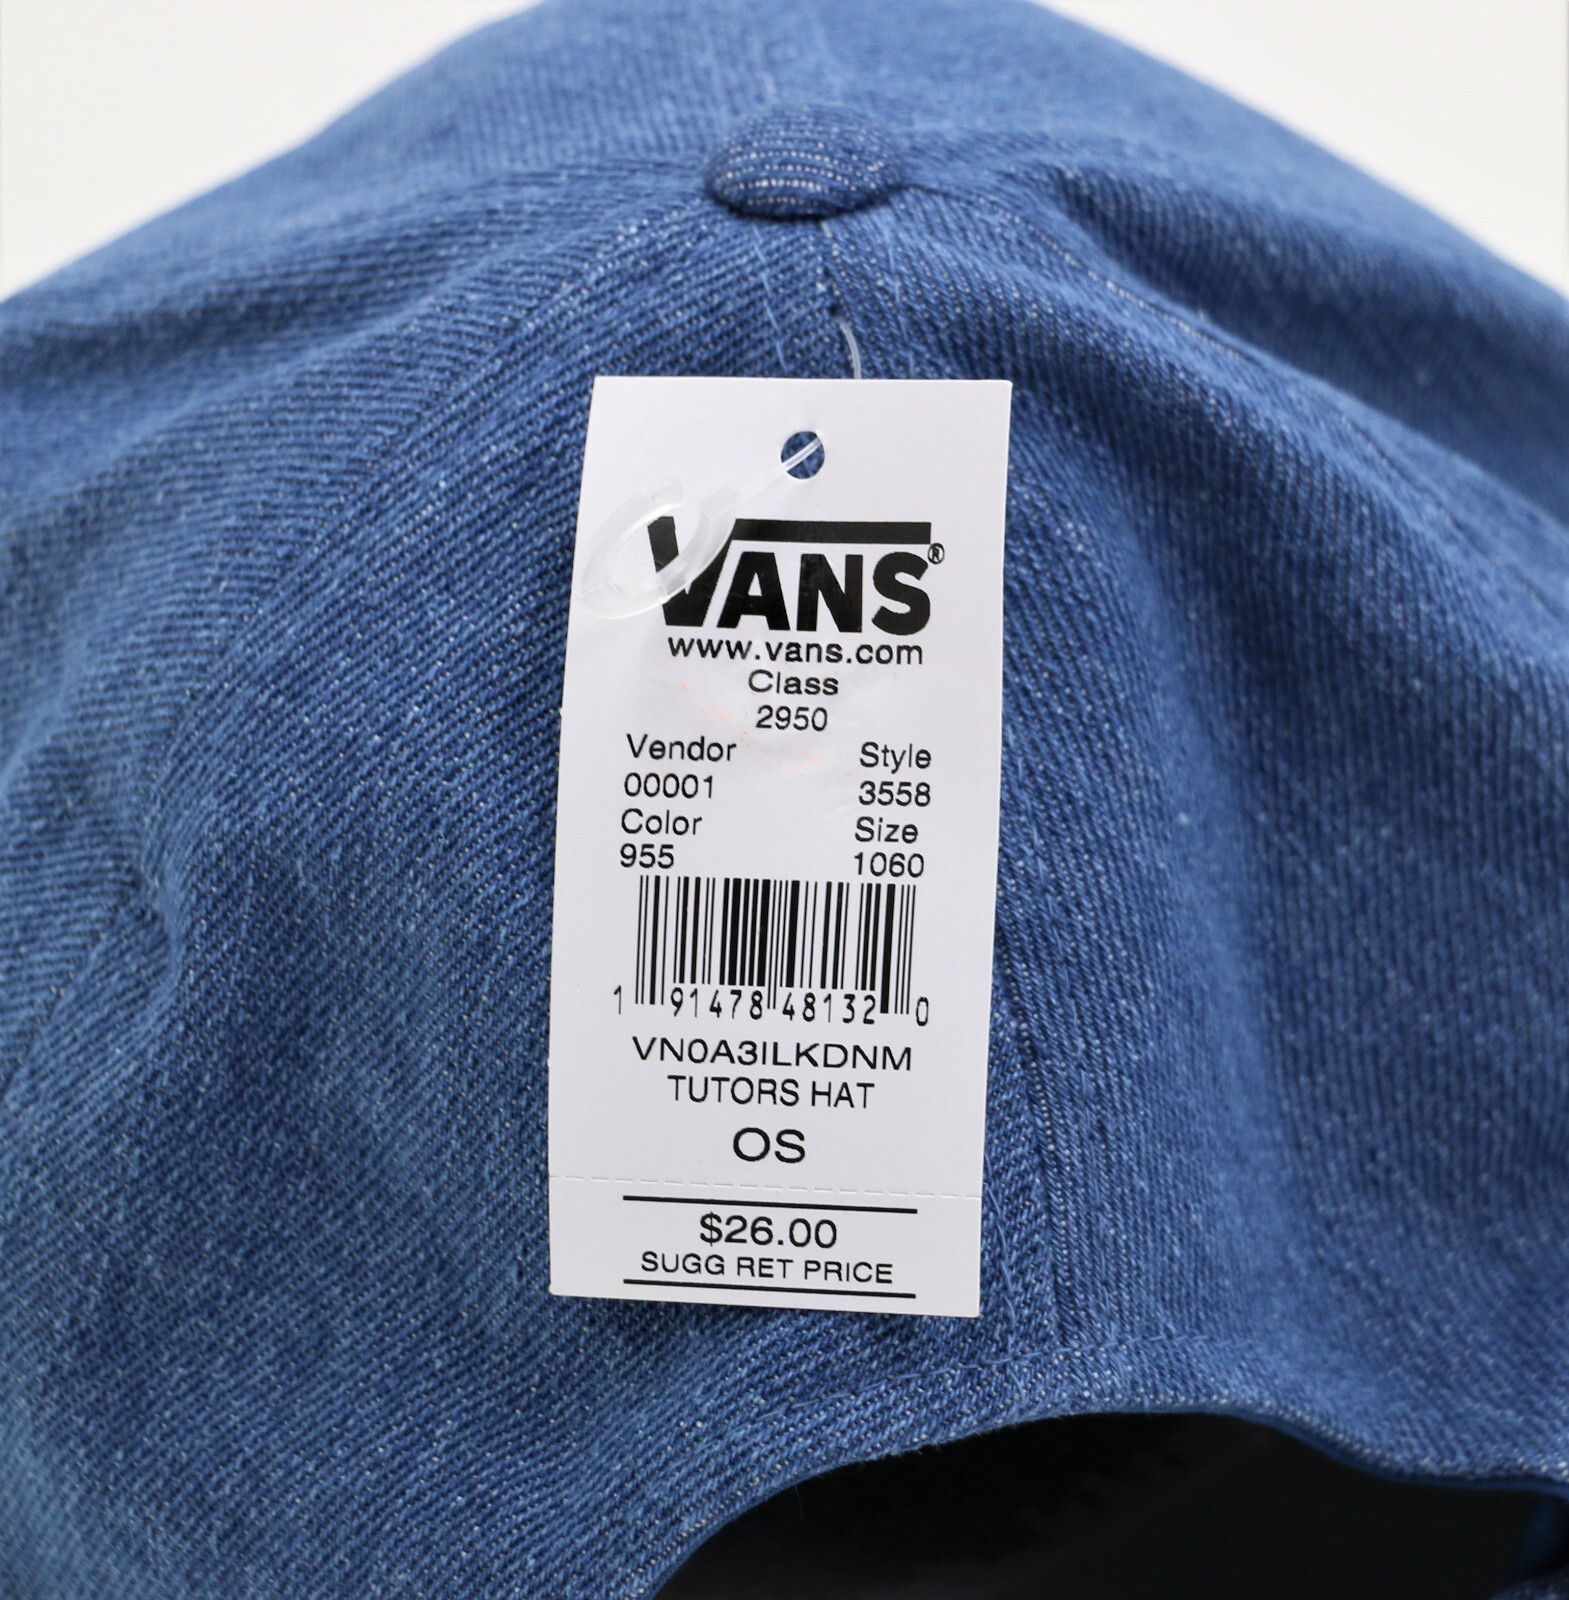 VANS®
www.vans.com
Class
2950
Vendor Style
00001 3558
Color Size
955 1060
1 91478 48132 0
VN0A3ILKDNM
TUTORS HAT
OS
$26.00
SUGG RET PRICE